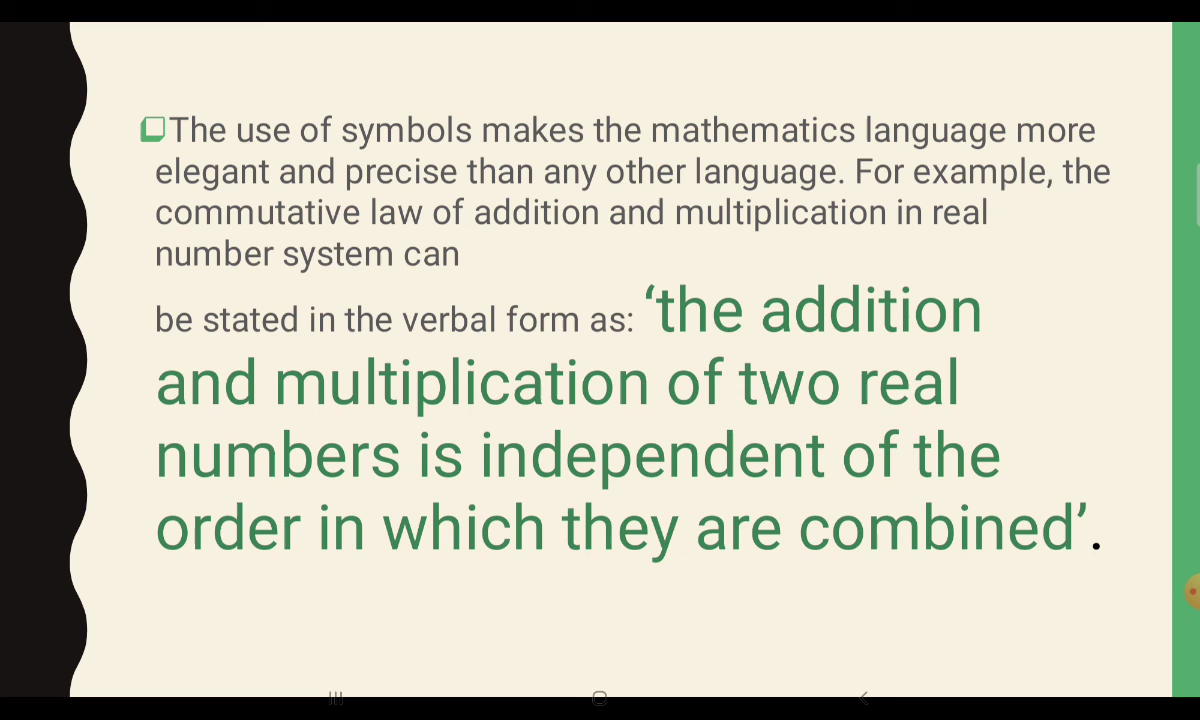 The use of symbols makes the mathematics language more
elegant and precise than any other language. For example, the
commutative law of addition and multiplication in real
number system can
be stated in the verbal form as: ‘the addition
and multiplication of two real
numbers is independent of the
order in which they are combined’.